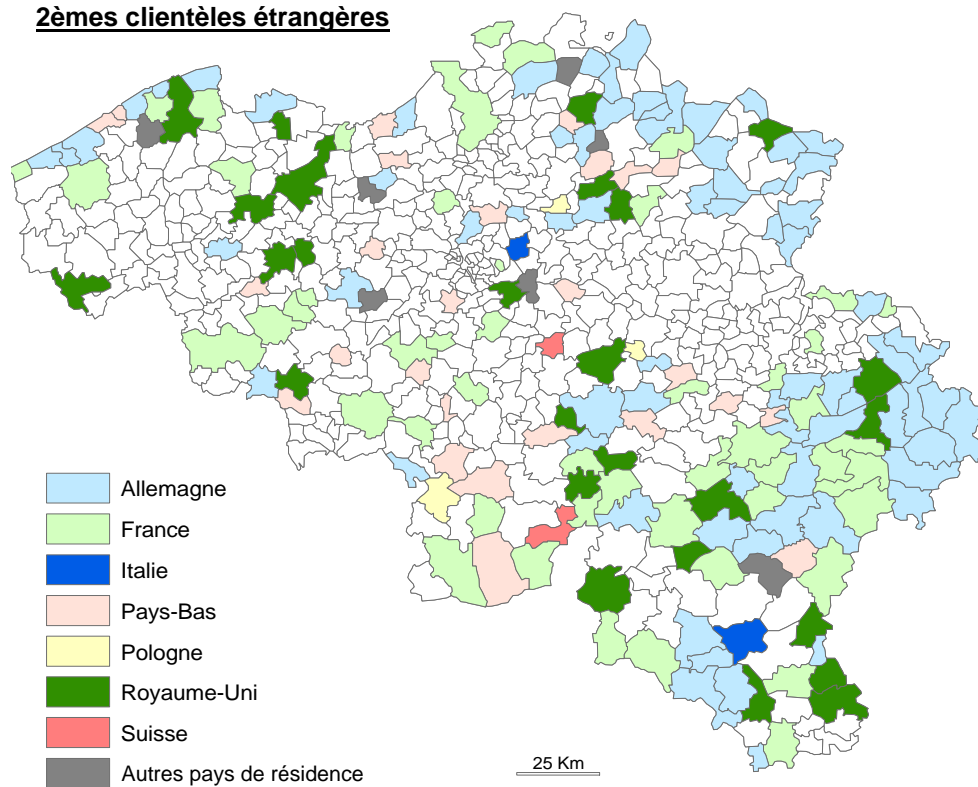 2èmes clientèles étrangères
Allemagne
France
Italie
Pays-Bas
Pologne
Royaume-Uni
Suisse
Autres pays de résidence
25 Km